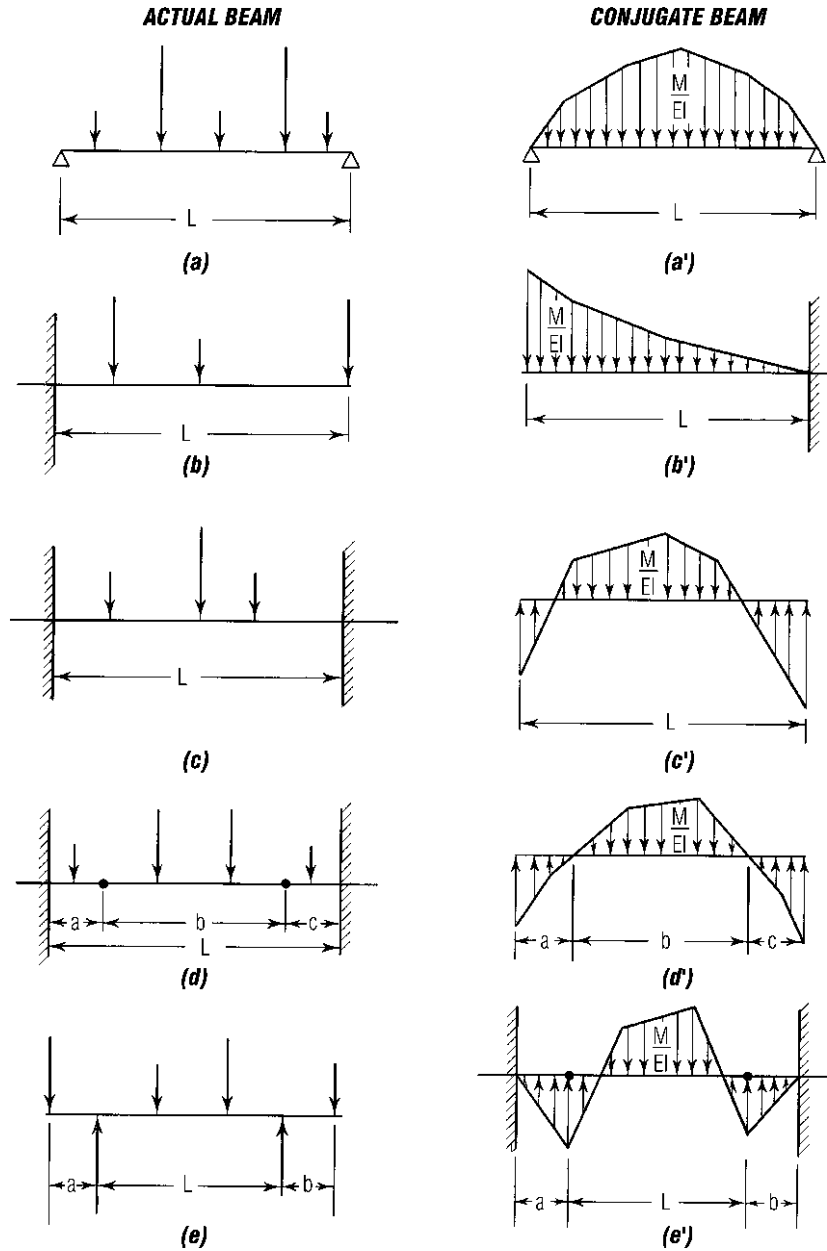 ACTUAL BEAM CONJUGATE BEAM
M
EI
L L
(a) (a')
M
EI
L L
(b) (b')
M
EI
L L
(c) (c')
M
EI
a b c a b c
L
(d) (d')
M
EI
a L b a L b
(e) (e')